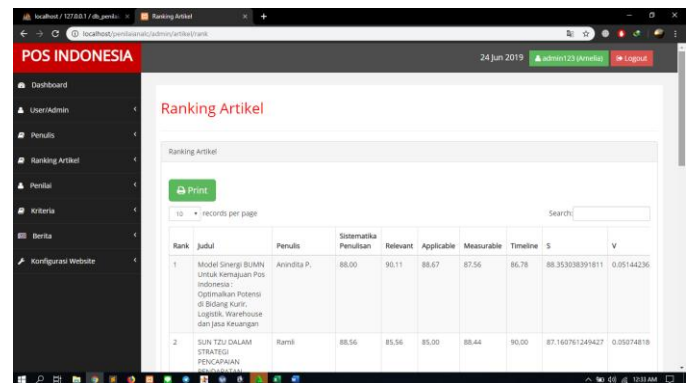 localhost / 127.0.0.1 / db_penila
Ranking Artikel
localhost/penilaianalc/admin/artikel/rank
POS INDONESIA
24 Jun 2019
admin123 (Amelia)
Logout
Dashboard
User/Admin
Penulis
Ranking Artikel
Penilai
Kriteria
Berita
Konfigurasi Website
Ranking Artikel
Ranking Artikel
Print
10 records per page
Search:
Rank Judul Penulis Sistematika Penulisan Relevant Applicable Measurable Timeline S V
1 Model Sinergi BUMN Anindita P. 88,00 90,11 88,67 87,56 86,78 88.353038391811 0.05144236
Untuk Kemajuan Pos
Indonesia :
Optimalkan Potensi
di Bidang Kurir,
Logistik, Warehouse
dan Jasa Keuangan
2 SUN TZU DALAM Ramli 88,56 85,56 85,00 88,44 90,00 87.160761249427 0.05074818
STRATEGI
PENCAPAIAN
PENDAPATAN
12:33 AM